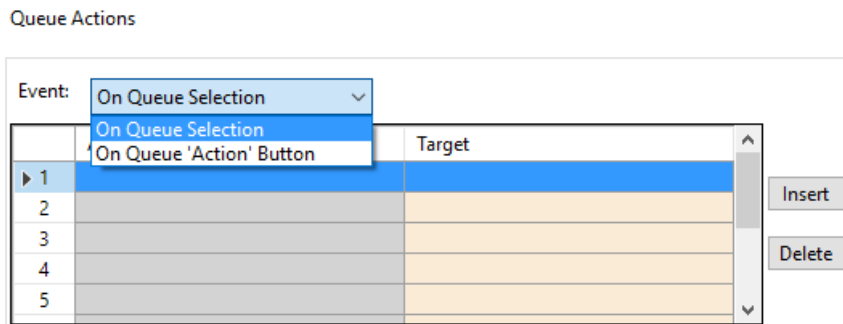 Queue Actions
Event: On Queue Selection
On Queue Selection
On Queue 'Action' Button
Target
1
Insert
2
3
Delete
4
5